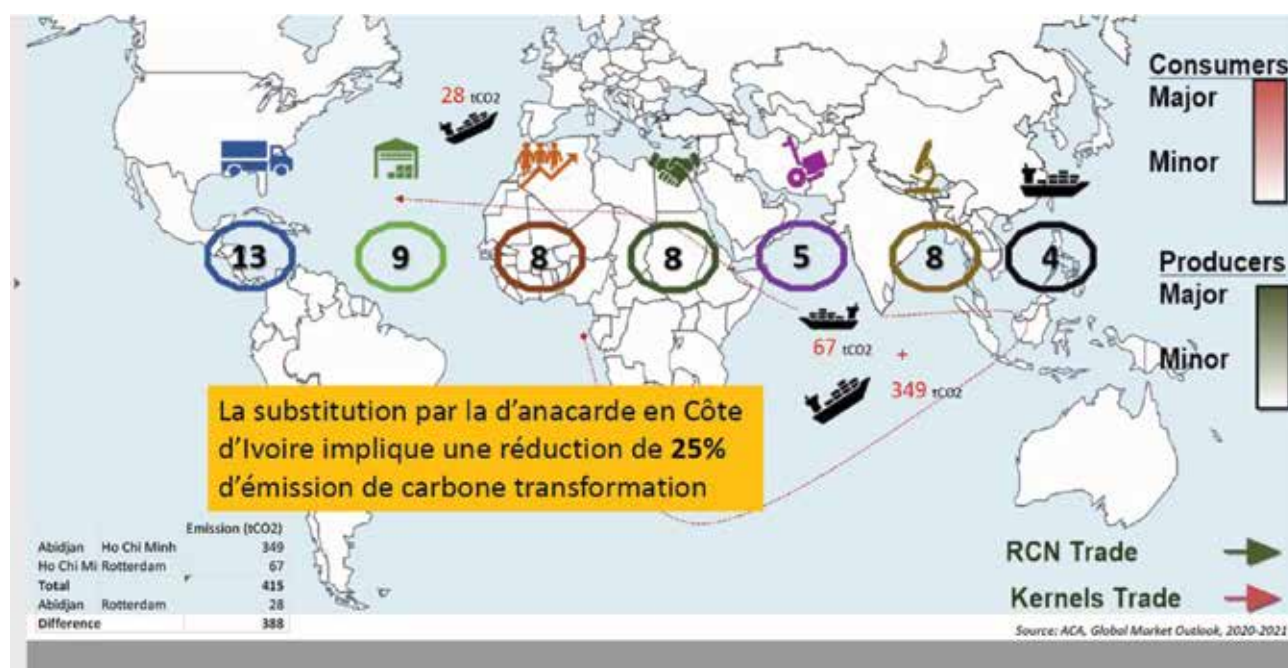 Consumers
Major
Minor
28 tCO2
13
9
8
8
5
8
4
Producers
Major
Minor
67 tCO2
+
349 tCO2
La substitution par la d’anacarde en Côte
d’Ivoire implique une réduction de 25%
d’émission de carbone transformation
Emission (tCO2)
Abidjan Ho Chi Minh 349
Ho Chi Mi Rotterdam 67
Total 415
Abidjan Rotterdam 28
Difference 388
RCN Trade
Kernels Trade
Source: ACA, Global Market Outlook, 2020-2021